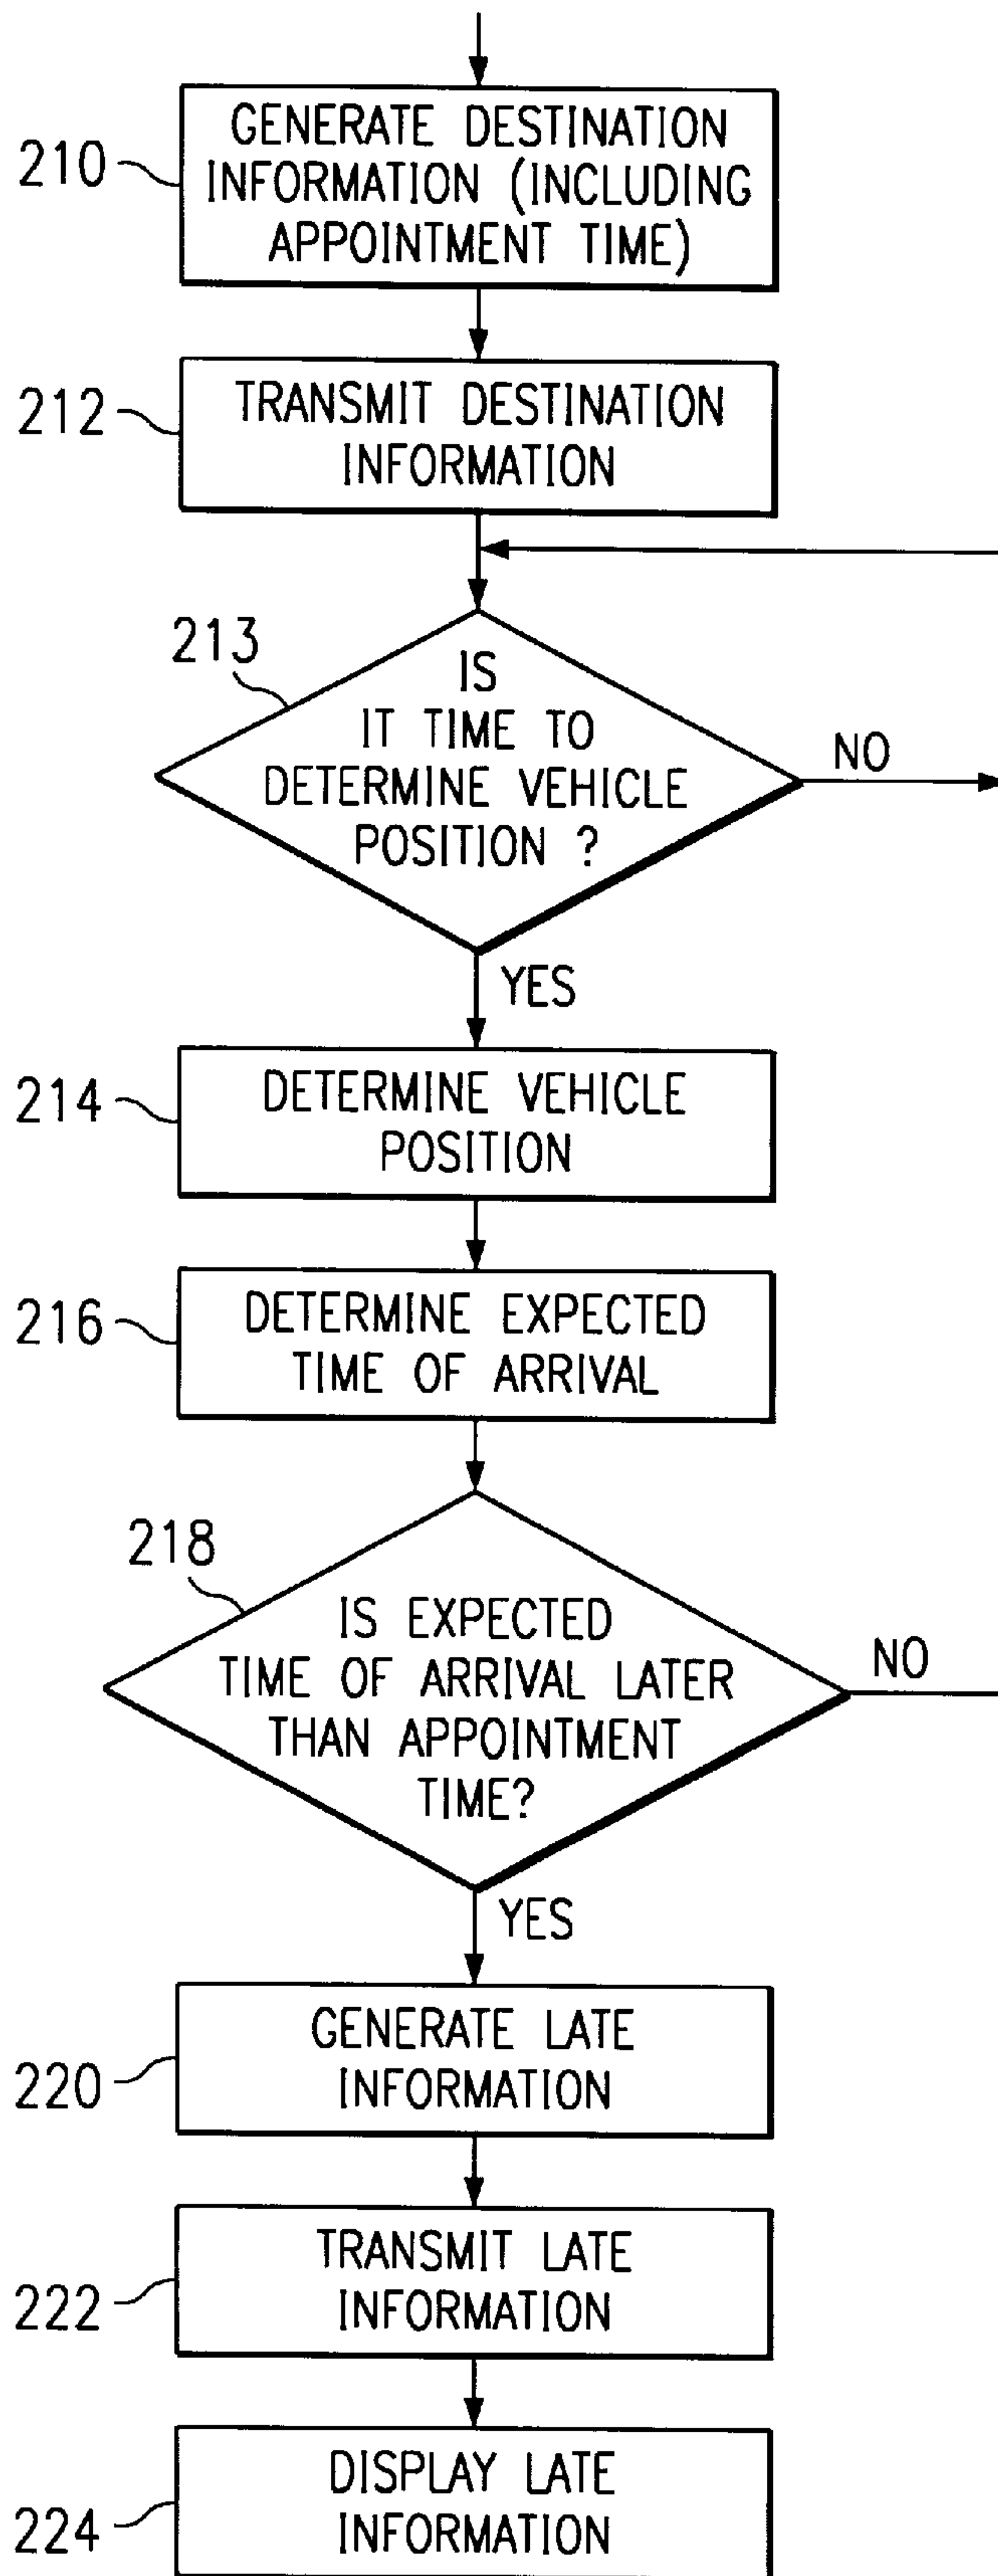 210
GENERATE DESTINATION
INFORMATION (INCLUDING
APPOINTMENT TIME)
212
TRANSMIT DESTINATION
INFORMATION
213
IS
IT TIME TO
DETERMINE VEHICLE
POSITION ?
NO
YES
214
DETERMINE VEHICLE
POSITION
216
DETERMINE EXPECTED
TIME OF ARRIVAL
218
IS EXPECTED
TIME OF ARRIVAL LATER
THAN APPOINTMENT
TIME?
NO
YES
220
GENERATE LATE
INFORMATION
222
TRANSMIT LATE
INFORMATION
224
DISPLAY LATE
INFORMATION